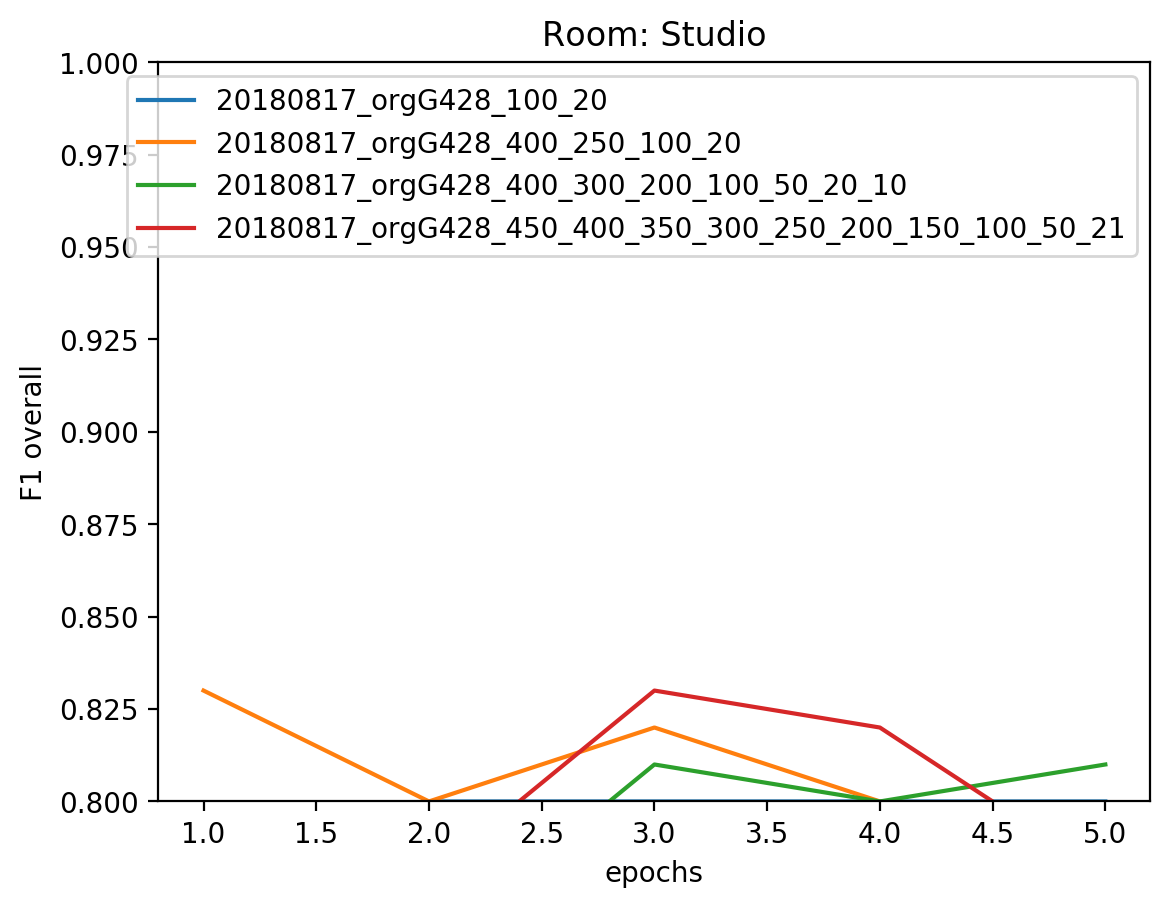 Room: Studio
1.000
0.975
0.950
0.925
0.900
0.875
0.850
0.825
0.800
F1 overall
20180817_orgG428_100_20
20180817_orgG428_400_250_100_20
20180817_orgG428_400_300_200_100_50_20_10
20180817_orgG428_450_400_350_300_250_200_150_100_50_21
1.0 1.5 2.0 2.5 3.0 3.5 4.0 4.5 5.0
epochs